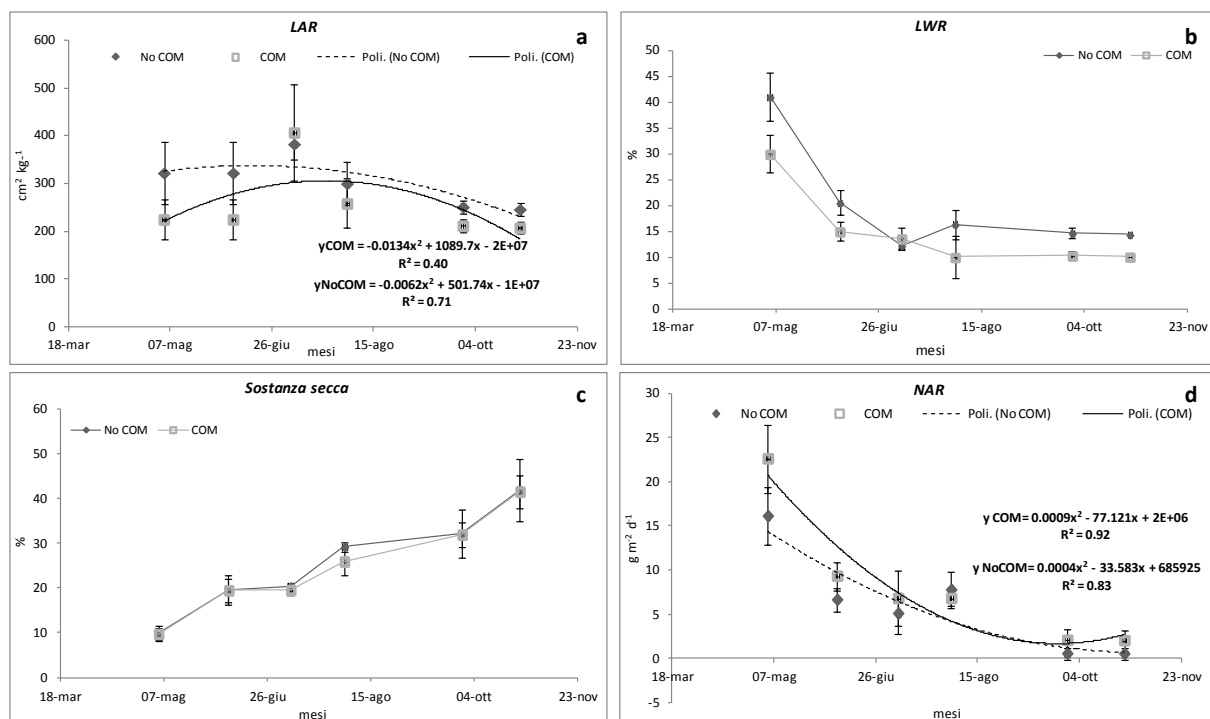 LAR
a
No COM COM Poli. (No COM) Poli. (COM)
600
500
400
300
200
100
0
cm² kg-1
yCOM = -0.0134x² + 1089.7x - 2E+07
R² = 0.40
yNoCOM = -0.0062x² + 501.74x - 1E+07
R² = 0.71
18-mar 07-mag 26-giu 15-ago 04-ott 23-nov
mesi
LWR
b
No COM COM
50
45
40
35
30
25
20
15
10
5
0
%
18-mar 07-mag 26-giu 15-ago 04-ott 23-nov
mesi
Sostanza secca
c
No COM COM
60
50
40
30
20
10
0
%
18-mar 07-mag 26-giu 15-ago 04-ott 23-nov
mesi
NAR
d
No COM COM Poli. (No COM) Poli. (COM)
30
25
20
15
10
5
0
-5
g m-2 d-1
y COM = 0.0009x² - 77.121x + 2E+06
R² = 0.92
y NoCOM = 0.0004x² - 33.583x + 685925
R² = 0.83
18-mar 07-mag 26-giu 15-ago 04-ott 23-nov
mesi